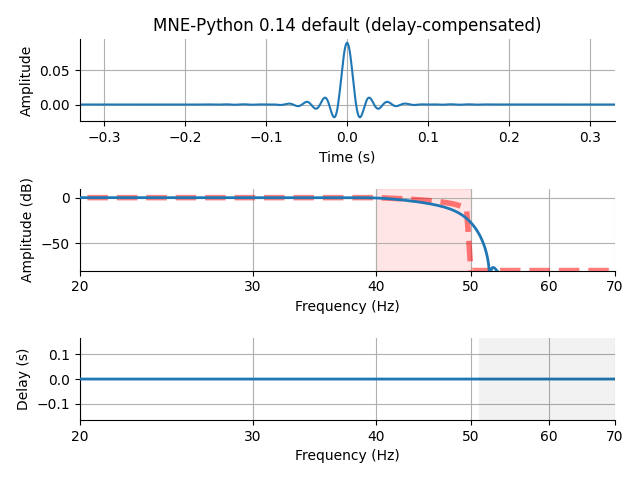 MNE-Python 0.14 default (delay-compensated)
Amplitude
0.05
0.00
−0.3 −0.2 −0.1 0.0 0.1 0.2 0.3
Time (s)
Amplitude (dB)
0
−50
20 30 40 50 60 70
Frequency (Hz)
Delay (s)
0.1
0.0
−0.1
20 30 40 50 60 70
Frequency (Hz)